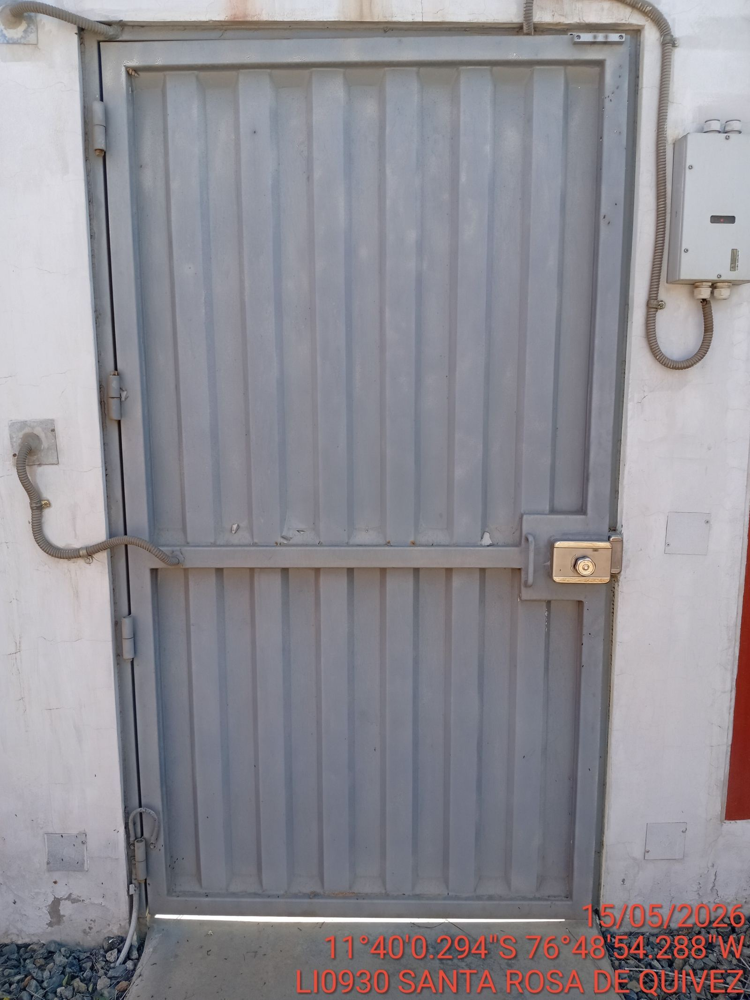 15/05/2026
11°40'0.294"S 76°48'54.288"W
LI0930 SANTA ROSA DE QUIVEZ